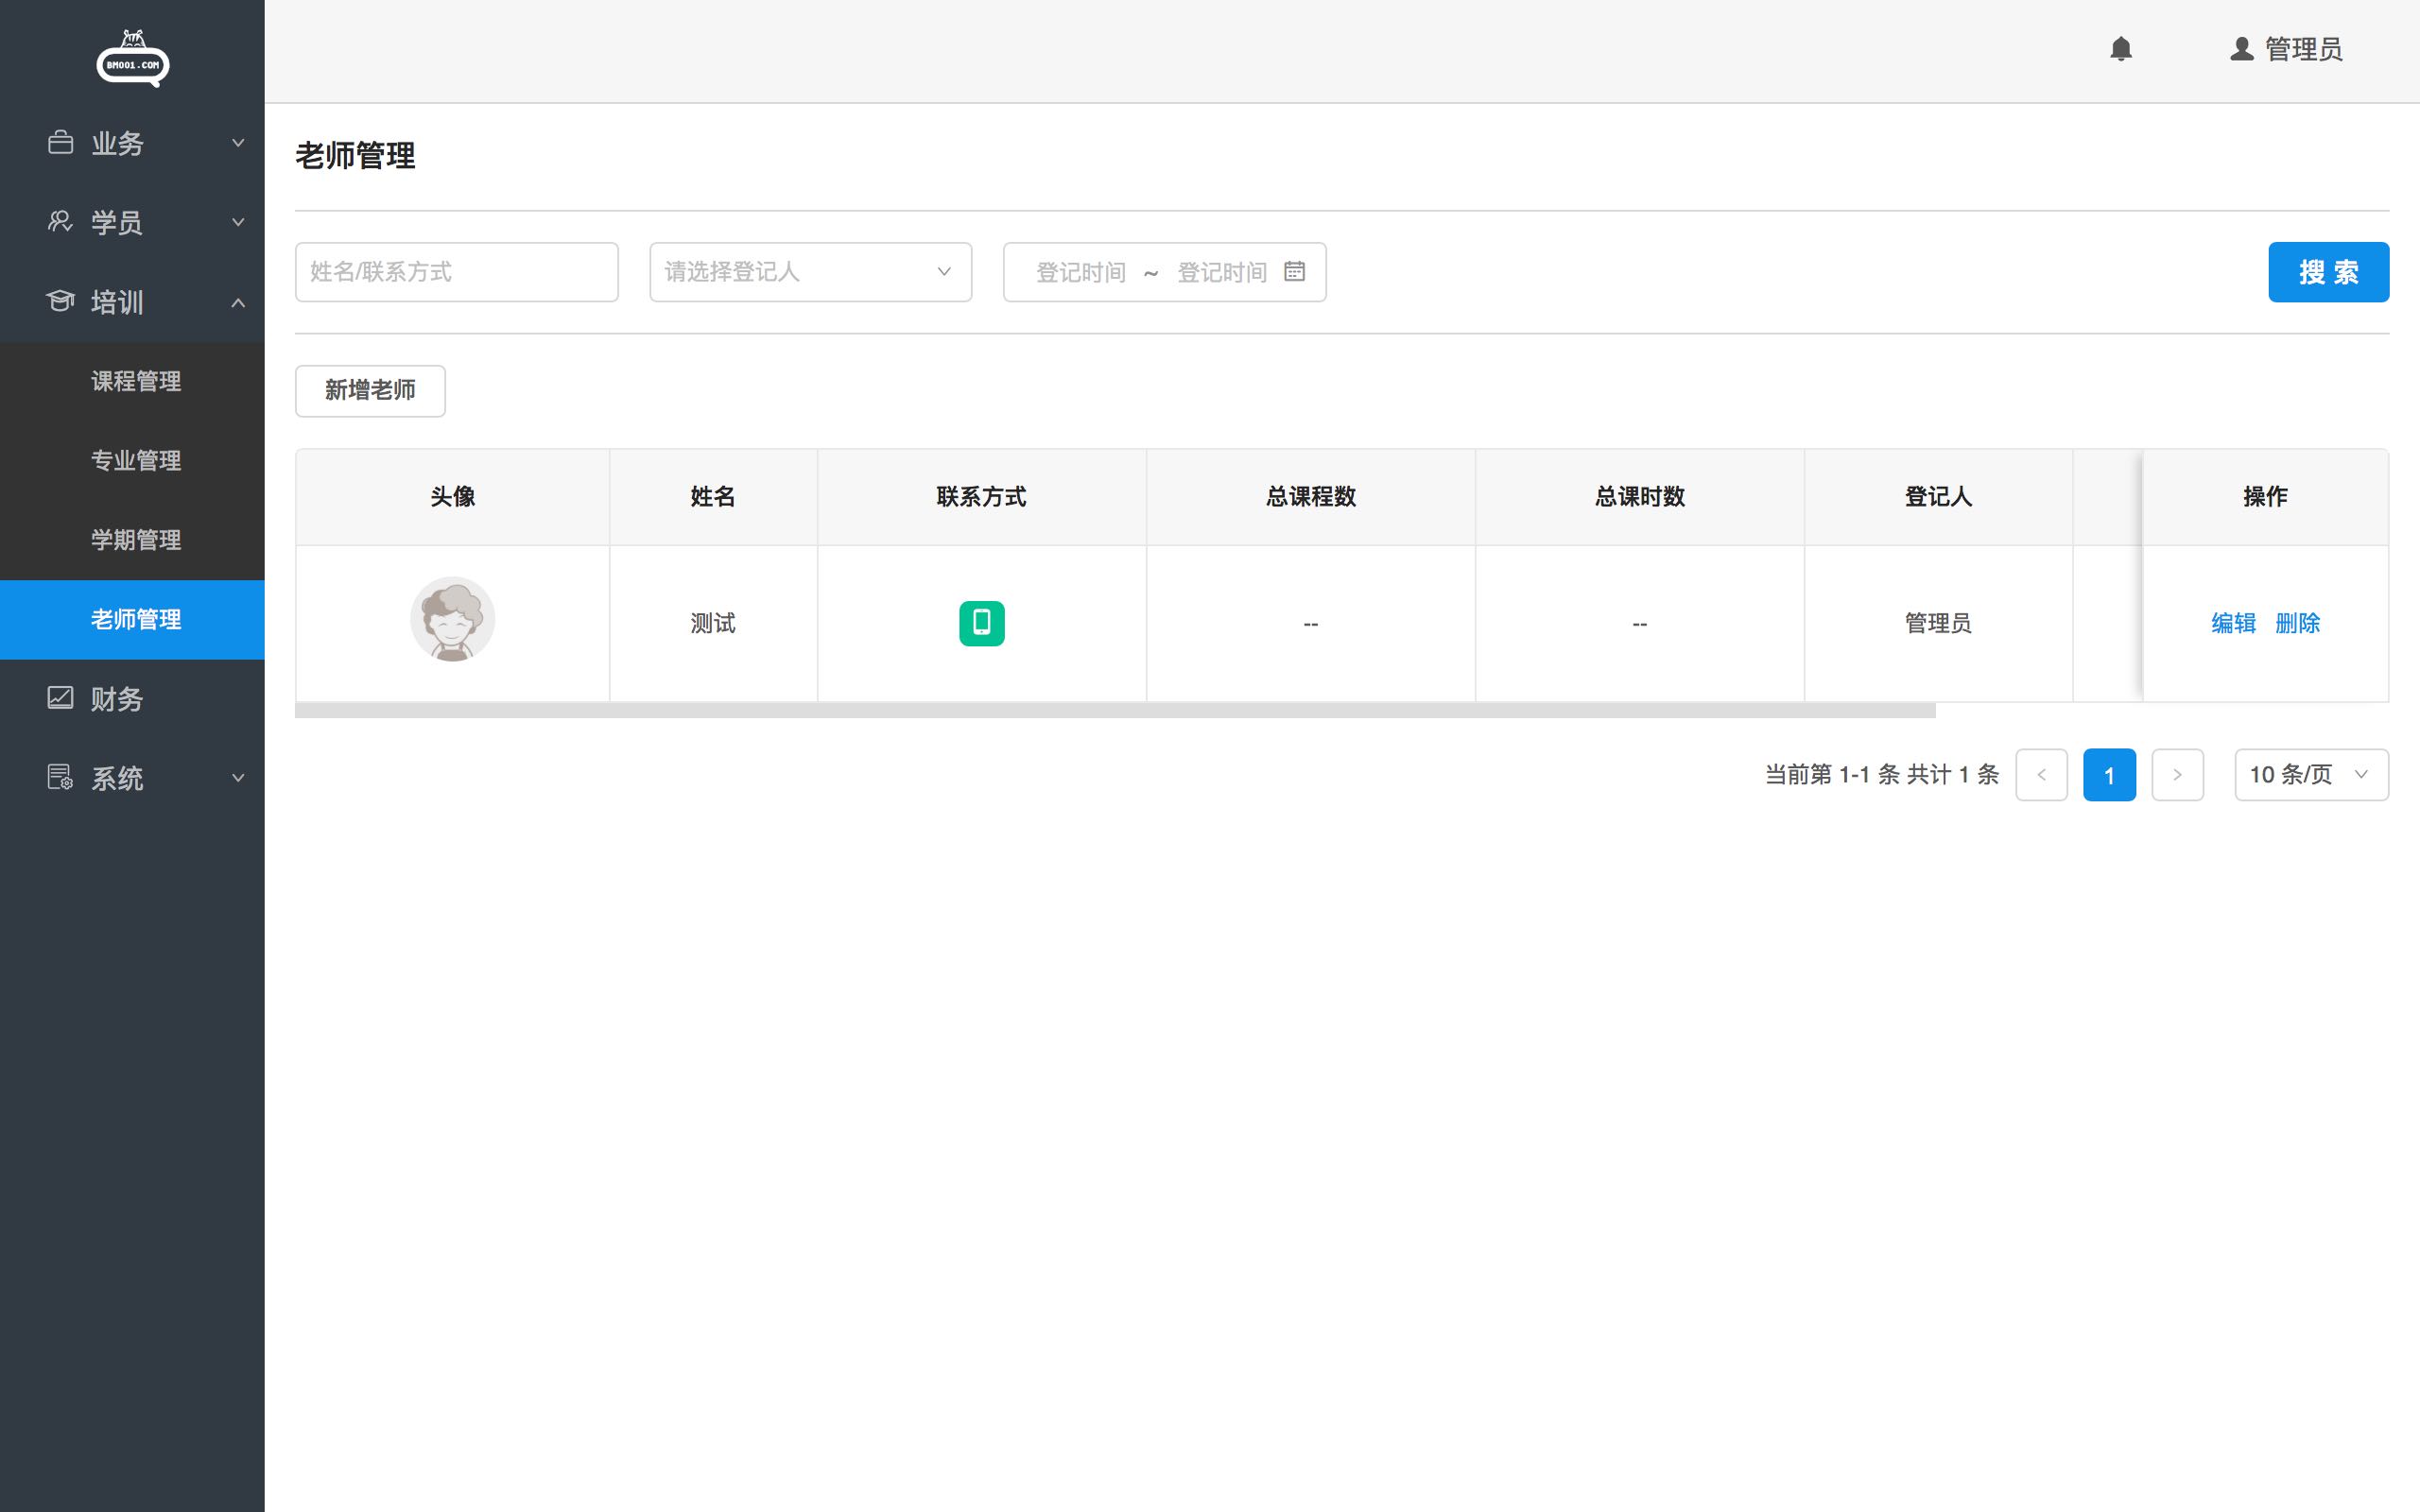 BM001.COM
管理员
业务
学员
培训
课程管理
专业管理
学期管理
老师管理
财务
系统
老师管理
姓名/联系方式 请选择登记人 登记时间 ~ 登记时间 搜 索
新增老师
头像 姓名 联系方式 总课程数 总课时数 登记人 操作
测试 -- -- 管理员 编辑 删除
当前第 1-1 条 共计 1 条 < 1 > 10 条/页